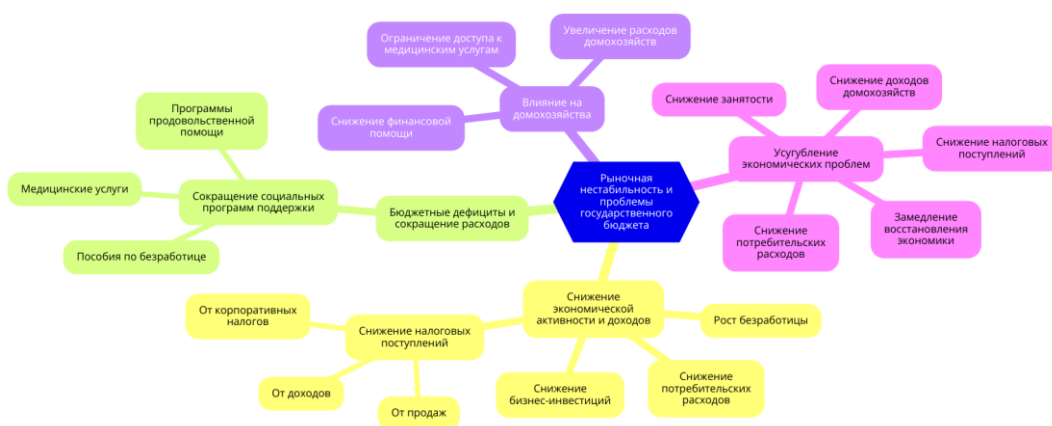 Ограничение доступа к
медицинским услугам
Увеличение расходов
домохозяйств
Снижение финансовой
помощи
Влияние на
домохозяйства
Снижение занятости
Снижение доходов
домохозяйств
Усугубление
экономических проблем
Снижение налоговых
поступлений
Снижение
потребительских
расходов
Замедление
восстановления
экономики
Рыночная
нестабильность и
проблемы
государственного
бюджета
Программы
продовольственной
помощи
Медицинские услуги
Сокращение социальных
программ поддержки
Пособия по безработице
Бюджетные дефициты и
сокращение расходов
Снижение
экономической
активности и доходов
Рост безработицы
От корпоративных
налогов
Снижение налоговых
поступлений
От доходов
От продаж
Снижение
бизнес-инвестиций
Снижение
потребительских
расходов